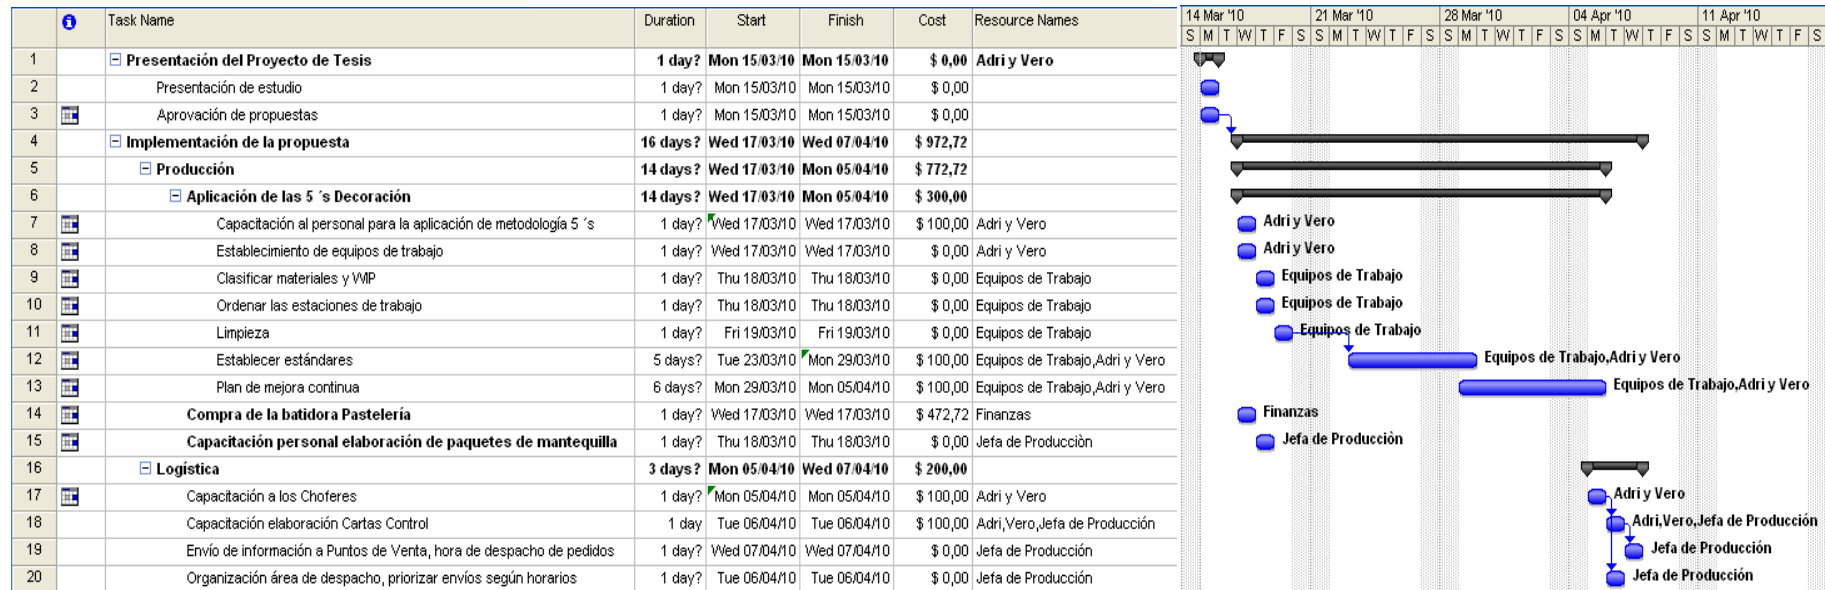 Task Name Duration Start Finish Cost Resource Names 14 Mar '10 21 Mar '10 28 Mar '10 04 Apr '10 11 Apr '10
S M T W T F S S M T W T F S S M T W T F S S M T W T F S S M T W T F S
1 Presentación del Proyecto de Tesis 1 day? Mon 15/03/10 Mon 15/03/10 $ 0,00 Adri y Vero
2 Presentación de estudio 1 day? Mon 15/03/10 Mon 15/03/10 $ 0,00
3 Aprovación de propuestas 1 day? Mon 15/03/10 Mon 15/03/10 $ 0,00
4 Implementación de la propuesta 16 days? Wed 17/03/10 Wed 07/04/10 $ 972,72
5 Producción 14 days? Wed 17/03/10 Mon 05/04/10 $ 772,72
6 Aplicación de las 5 ´s Decoración 14 days? Wed 17/03/10 Mon 05/04/10 $ 300,00
7 Capacitación al personal para la aplicación de metodología 5 ´s 1 day? Wed 17/03/10 Wed 17/03/10 $ 100,00 Adri y Vero Adri y Vero
8 Establecimiento de equipos de trabajo 1 day? Wed 17/03/10 Wed 17/03/10 $ 0,00 Adri y Vero Adri y Vero
9 Clasificar materiales y WIP 1 day? Thu 18/03/10 Thu 18/03/10 $ 0,00 Equipos de Trabajo Equipos de Trabajo
10 Ordenar las estaciones de trabajo 1 day? Thu 18/03/10 Thu 18/03/10 $ 0,00 Equipos de Trabajo Equipos de Trabajo
11 Limpieza 1 day? Fri 19/03/10 Fri 19/03/10 $ 0,00 Equipos de Trabajo Equipos de Trabajo
12 Establecer estándares 5 days? Tue 23/03/10 Mon 29/03/10 $ 100,00 Equipos de Trabajo,Adri y Vero Equipos de Trabajo,Adri y Vero
13 Plan de mejora continua 6 days? Mon 29/03/10 Mon 05/04/10 $ 100,00 Equipos de Trabajo,Adri y Vero Equipos de Trabajo,Adri y Vero
14 Compra de la batidora Pastelería 1 day? Wed 17/03/10 Wed 17/03/10 $ 472,72 Finanzas Finanzas
15 Capacitación personal elaboración de paquetes de mantequilla 1 day? Thu 18/03/10 Thu 18/03/10 $ 0,00 Jefa de Producciòn Jefa de Producciòn
16 Logística 3 days? Mon 05/04/10 Wed 07/04/10 $ 200,00
17 Capacitación a los Choferes 1 day? Mon 05/04/10 Mon 05/04/10 $ 100,00 Adri y Vero Adri y Vero
18 Capacitación elaboración Cartas Control 1 day Tue 06/04/10 Tue 06/04/10 $ 100,00 Adri,Vero,Jefa de Producción Adri,Vero,Jefa de Producción
19 Envío de información a Puntos de Venta, hora de despacho de pedidos 1 day? Wed 07/04/10 Wed 07/04/10 $ 0,00 Jefa de Producción Jefa de Producción
20 Organización área de despacho, priorizar envíos según horarios 1 day? Tue 06/04/10 Tue 06/04/10 $ 0,00 Jefa de Producción Jefa de Producción